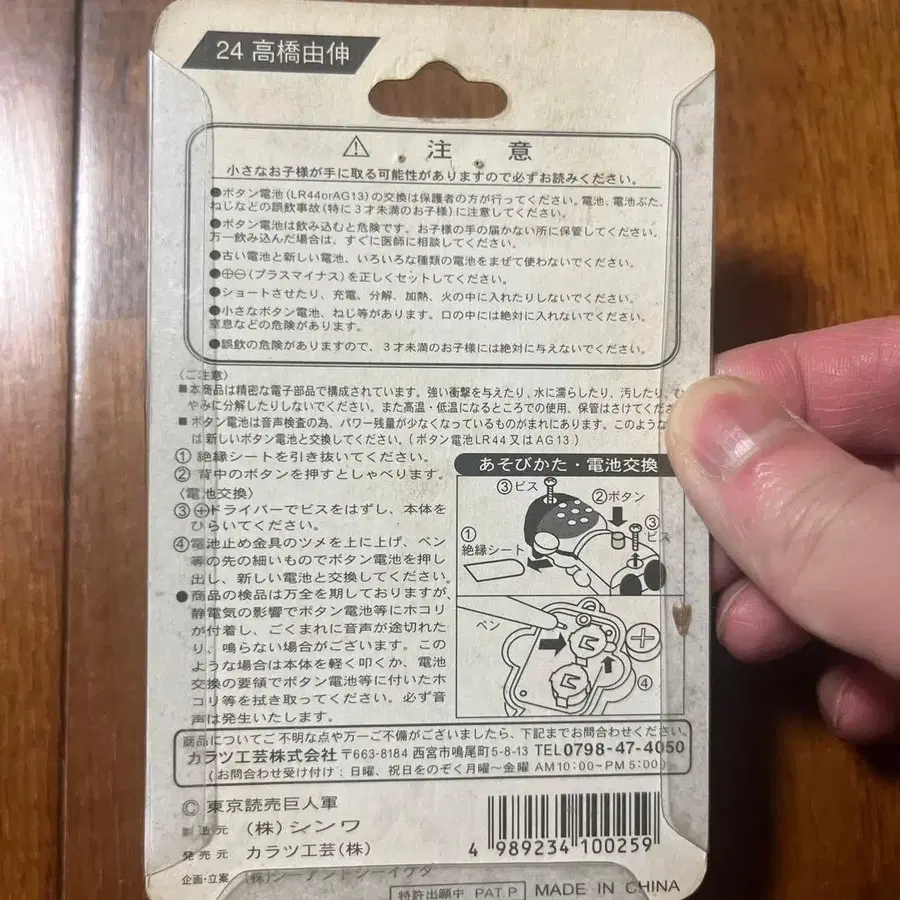 24 高橋由伸
⚠ 注意
小さなお子様が手に取る可能性がありますので必ずお読みください。
●ボタン電池(LR44orAG13)の交換は保護者の方が行ってください。電池、電池ぶた、
ねじなどの誤飲事故(特に3才未満のお子様)に注意してください。
●ボタン電池は飲み込むと危険です。お子様の手の届かない所に保管してください。
万一飲み込んだ場合は、すぐに医師に相談してください。
●古い電池と新しい電池、いろいろな種類の電池をまぜて使わないでください。
●⊕⊖(プラスマイナス)を正しくセットしてください。
●ショートさせたり、充電、分解、加熱、火の中に入れたりしないでください。
●小さなボタン電池、ねじ等があります。口の中には絶対に入れないでください。
窒息などの危険があります。
●誤飲の危険がありますので、3才未満のお子様には絶対に与えないでください。
〈ご注意〉
■本商品は精密な電子部品で構成されています。強い衝撃を与えたり、水に濡らしたり、汚したり、む
やみに分解したりしないでください。また高温・低温になるところでの使用、保管はさけてくださ
■ボタン電池は音声検査の為、パワー残量が少なくなっているものがまれにあります。このような
は新しいボタン電池と交換してください。(ボタン電池LR44又はAG13)
①絶縁シートを引き抜いてください。
②背中のボタンを押すとしゃべります。
〈電池交換〉
③⊕ドライバーでビスをはずし、本体を
ひらいてください。
④電池止め金具のツメを上に上げ、ペン
等の先の細いものでボタン電池を押し
出し、新しい電池と交換してください。
●商品の検品は万全を期しておりますが、
静電気の影響でボタン電池等にホコリ
が付着し、ごくまれに音声が途切れた
り、鳴らない場合がございます。この
ような場合は本体を軽く叩くか、電池
交換の要領でボタン電池等に付いたホ
コリ等を拭き取ってください。必ず音
声は発生いたします。
あそびかた・電池交換
③ビス
②ボタン
③
ビス
①
絶縁シート
ペン
④
商品についてご不明な点や万一ご不備がございましたら、下記までお問合わせください。
カラツ工芸株式会社 〒663-8184 西宮市鳴尾町5-8-13 TEL0798-47-4050
(お問合わせ受け付け:日曜、祝日をのぞく月曜〜金曜 AM10:00〜PM5:00)
Ⓒ 東京読売巨人軍
製造元 (株)シンワ
発売元 カラツ工芸(株)
企画・立案 (株)シーアンドシーイケダ
4 989234 100259
特許出願中 PAT.P
MADE IN CHINA